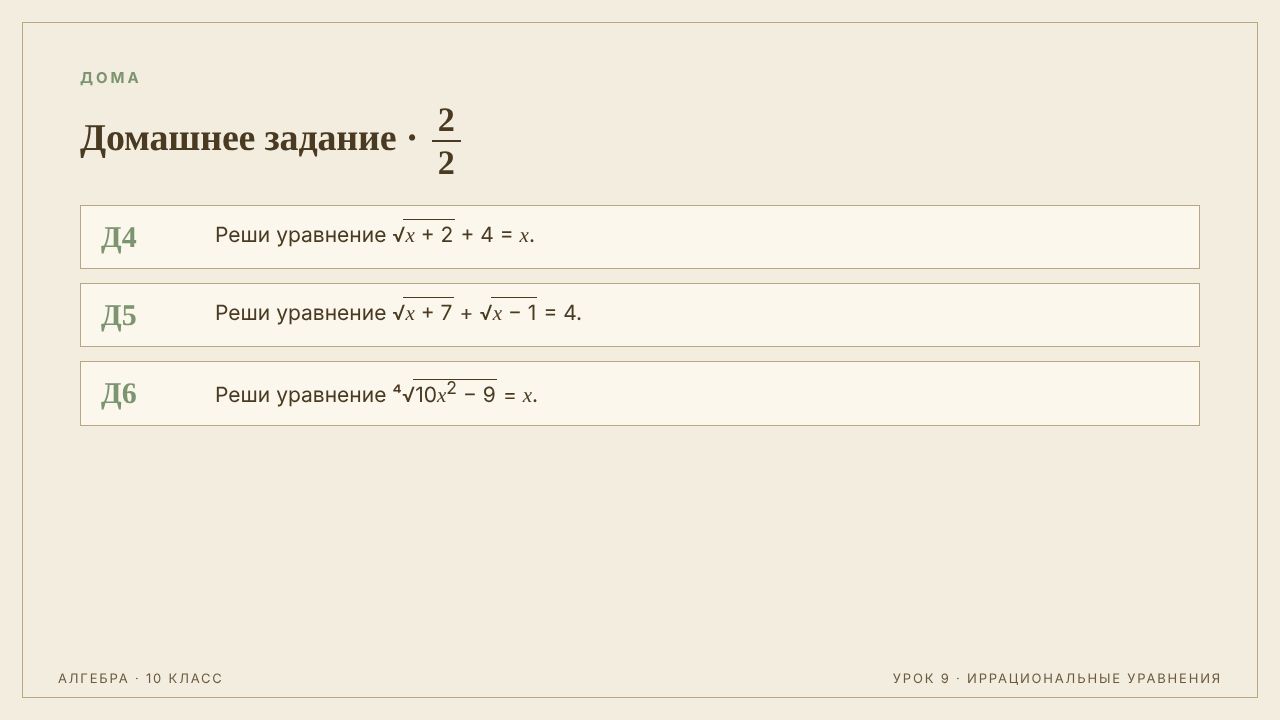 ДОМА
Домашнее задание · 2/2
Д4 Реши уравнение √(x + 2) + 4 = x.
Д5 Реши уравнение √(x + 7) + √(x − 1) = 4.
Д6 Реши уравнение ⁴√(10x² − 9) = x.
АЛГЕБРА · 10 КЛАСС
УРОК 9 · ИРРАЦИОНАЛЬНЫЕ УРАВНЕНИЯ